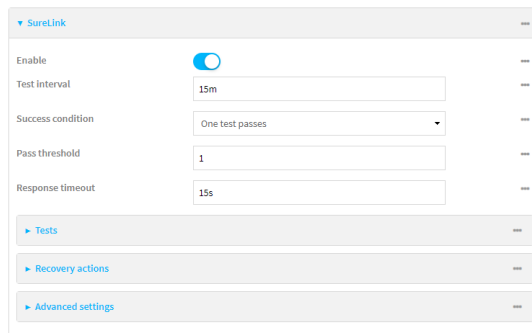 SureLink
Enable
Test interval
15m
Success condition
One test passes
Pass threshold
1
Response timeout
15s
Tests
Recovery actions
Advanced settings